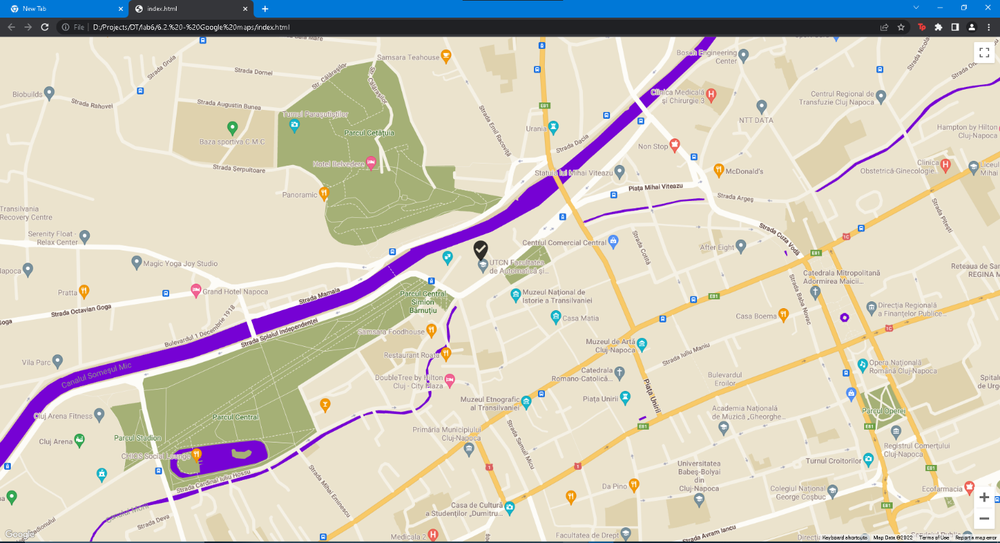 New Tab
index.html
File
D:/Projects/DT/lab6/6.2.%20-%20Google%20maps/index.html
Tp
Strada Gruia
Strada Dornei
Str. Călărașilor
Str. Călărașilor
Samsara Teahouse
Bosch Engineering
Center
Biobuilds
Strada Rahovei
Strada Augustin Bunea
Turnul Parașutiștilor
Strada Emil Racoviță
E81
Clinica Medicală
și Chirurgie 3
Centrul Regional de
Transfuzie Cluj Napoca
NTT DATA
Baza sportiva C.M.C
Parcul Cetățuia
Urania
Strada Dacia
Non Stop
Hampton by Hilton
Cluj-Napoca
Strada Șerpuitoare
Hotel Belvedere
Statuia lui Mihai Viteazu
McDonald's
Clinica
Obstetrică-Ginecologie...
Liceul
Mihai
Panoramic
Piața Mihai Viteazu
Strada Argeș
Transilvania
Recovery Centre
Strada Pitești
Serenity Float -
Relax Center
Centrul Comercial Central
Strada Cotită
Strada Cuza Vodă
1C
After Eight
E81
Magic Yoga Joy Studio
UTCN Facultatea
de Automatică și...
Napoca
Reteaua de Sa
REGINA M
Catedrala Mitropolitană
Adormirea Maicii...
Pratta
Grand Hotel Napoca
Strada Mamaia
Parcul Central
Simion
Bărnuțiu
Muzeul Național de
Istorie a Transilvaniei
E81
Strada Baba Novac
Direcția Regională
a Finanțelor Publice...
Goga
Strada Octavian Goga
Bulevardul 1 Decembrie 1918
Strada Splaiul Independenței
Casa Matia
Casa Boema
1C
Samsara Foodhouse
Muzeul de Artă
Cluj-Napoca
Strada Iuliu Maniu
Restaurant Roata
Vila Parc
Canalul Someșul Mic
DoubleTree by Hilton
Cluj - City Plaza
Catedrala
Romano-Catolică...
Bulevardul
Eroilor
Opera Națională
Română Cluj-Napoca
Spitalu
de Urge
Muzeul Etnografic
al Transilvaniei
Piața Unirii
Piața Unirii
Cluj Arena Fitness
Parcul Central
Academia Națională
de Muzică „Gheorghe...
Parcul Operei
E81
E81
Cluj Arena
Parcul Stadion
Primăria Municipiului
Cluj-Napoca
Strada Samuil Micu
CHIOS Social Lounge
Registrul Comerțului
Cluj-Napoca
Turnul Croitorilor
1
1
E81
Universitatea
Babeș-Bolyai
din
Cluj-Napoca
Strada Cardinal Iuliu Hossu
Strada Mihai Eminescu
Da Pino
Colegiul Național
George Coșbuc
Ecofarmacia
Canalul Morii
Strada Deva
Casa de Cultură
a Studenților „Dumitru...
E81
Google
Medicala 2
Facultatea de Drept
Strada Avram Iancu
Keyboard shortcuts
Map Data ©2022
Terms of Use
Report a map error